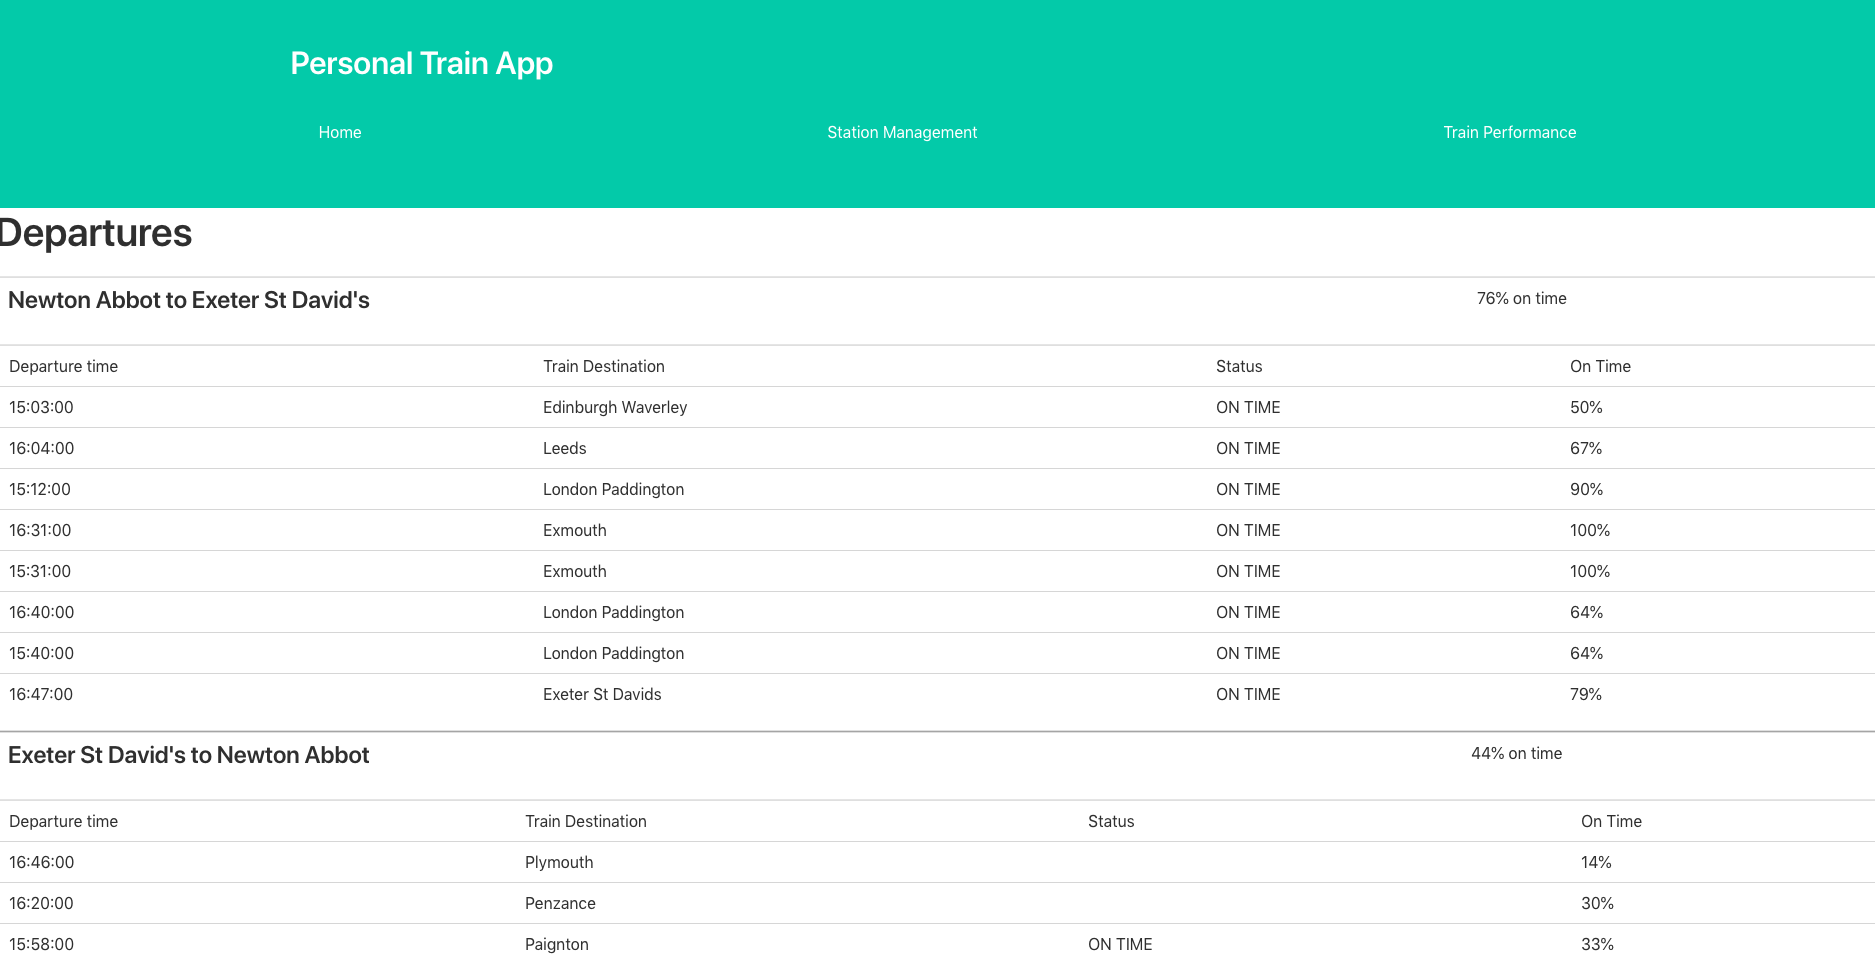 Personal Train App
Home Station Management Train Performance
Departures
Newton Abbot to Exeter St David's 76% on time
Departure time Train Destination Status On Time
15:03:00 Edinburgh Waverley ON TIME 50%
16:04:00 Leeds ON TIME 67%
15:12:00 London Paddington ON TIME 90%
16:31:00 Exmouth ON TIME 100%
15:31:00 Exmouth ON TIME 100%
16:40:00 London Paddington ON TIME 64%
15:40:00 London Paddington ON TIME 64%
16:47:00 Exeter St Davids ON TIME 79%
Exeter St David's to Newton Abbot 44% on time
Departure time Train Destination Status On Time
16:46:00 Plymouth 14%
16:20:00 Penzance 30%
15:58:00 Paignton ON TIME 33%